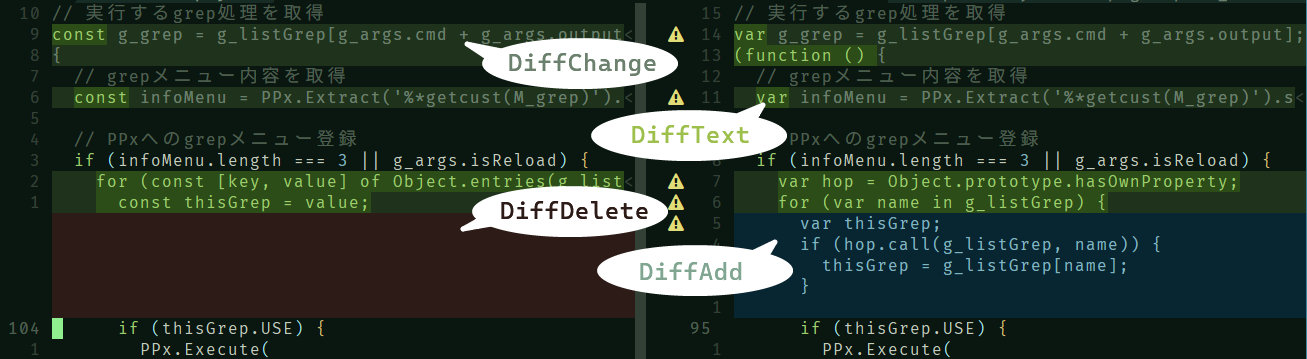 10 // 実行するgrep処理を取得
9 const g_grep = g_listGrep[g_args.cmd + g_args.output<
8 {
7 // grepメニュー内容を取得
6 const infoMenu = PPx.Extract('%*getcust(M_grep)').<
5
4 // PPxへのgrepメニュー登録
3 if (infoMenu.length === 3 || g_args.isReload) {
2 for (const [key, value] of Object.entries(g_list<
1 const thisGrep = value;
104 if (thisGrep.USE) {
1 PPx.Execute(
DiffChange
DiffText
DiffDelete
DiffAdd
15 // 実行するgrep処理を取得
14 var g_grep = g_listGrep[g_args.cmd + g_args.output];
13 (function () {
12 // grepメニュー内容を取得
11 var infoMenu = PPx.Extract('%*getcust(M_grep)').s<
PPxへのgrepメニュー登録
8 if (infoMenu.length === 3 || g_args.isReload) {
7 var hop = Object.prototype.hasOwnProperty;
6 for (var name in g_listGrep) {
5 var thisGrep;
if (hop.call(g_listGrep, name)) {
thisGrep = g_listGrep[name];
}
1
95 if (thisGrep.USE) {
1 PPx.Execute(